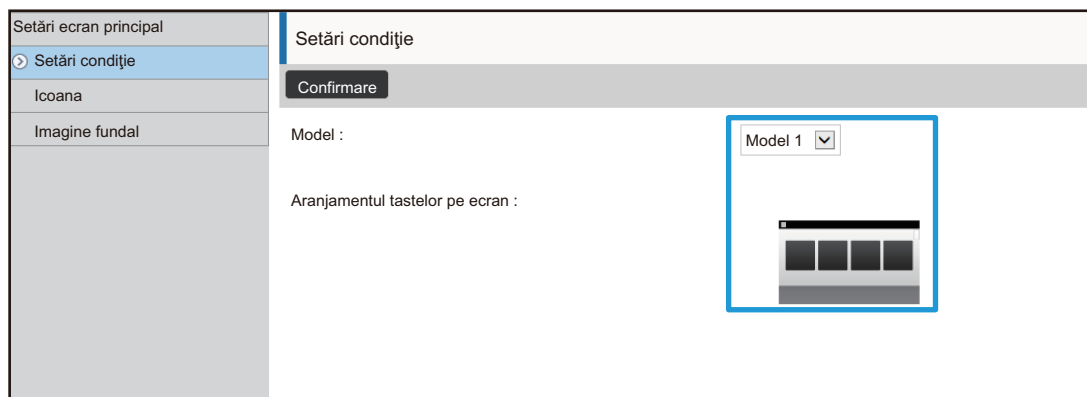 Setări ecran principal
Setări condiţie
Icoana
Imagine fundal
Setări condiţie
Confirmare
Model :
Model 1
Aranjamentul tastelor pe ecran :